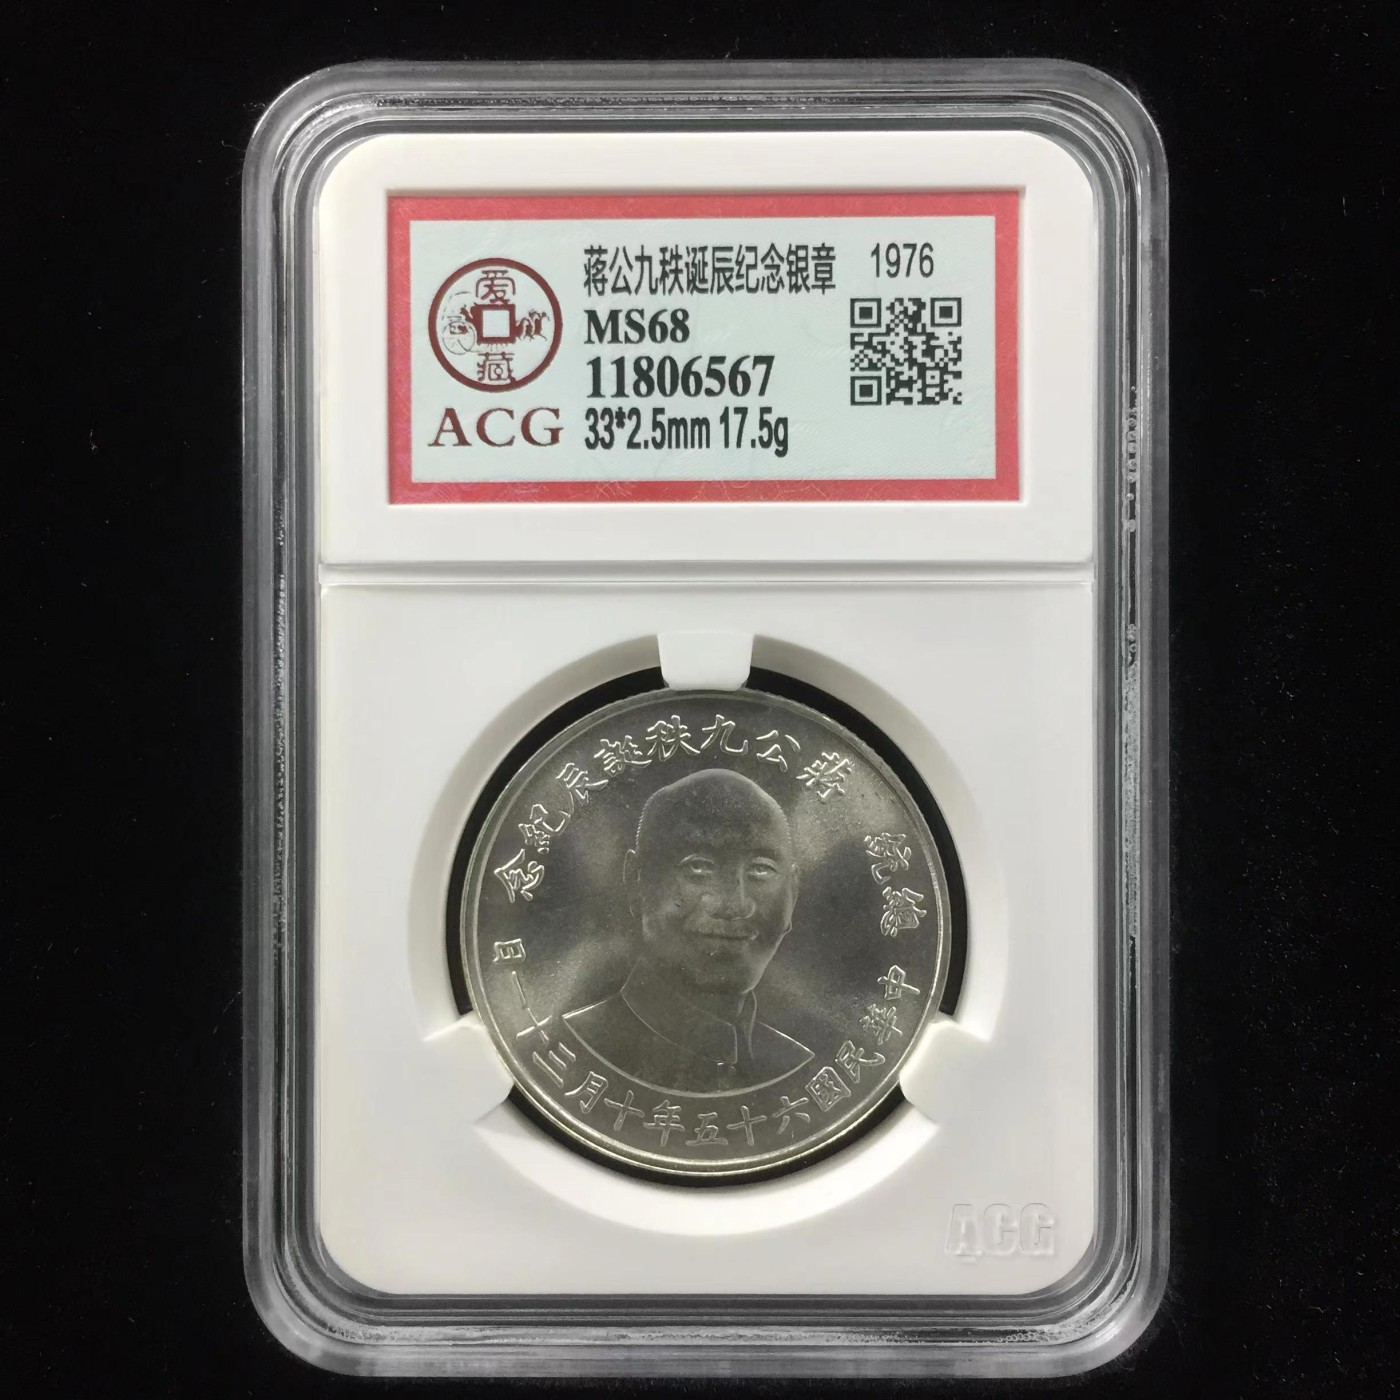 爱藏
ACG
蒋公九秩诞辰纪念银章 1976
MS68
11806567
33*2.5mm 17.5g
總統
蔣公九秩誕辰紀念
中華民國六十五年十月三十一日
ACG